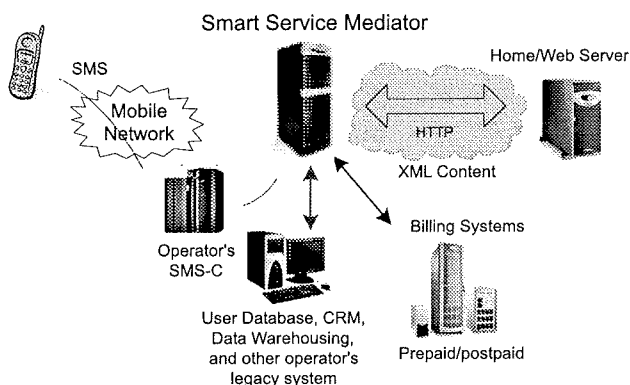 Smart Service Mediator
Home/Web Server
SMS
Mobile
Network
HTTP
XML Content
Operator's
SMS-C
Billing Systems
User Database, CRM,
Data Warehousing,
and other operator's
legacy system
Prepaid/postpaid